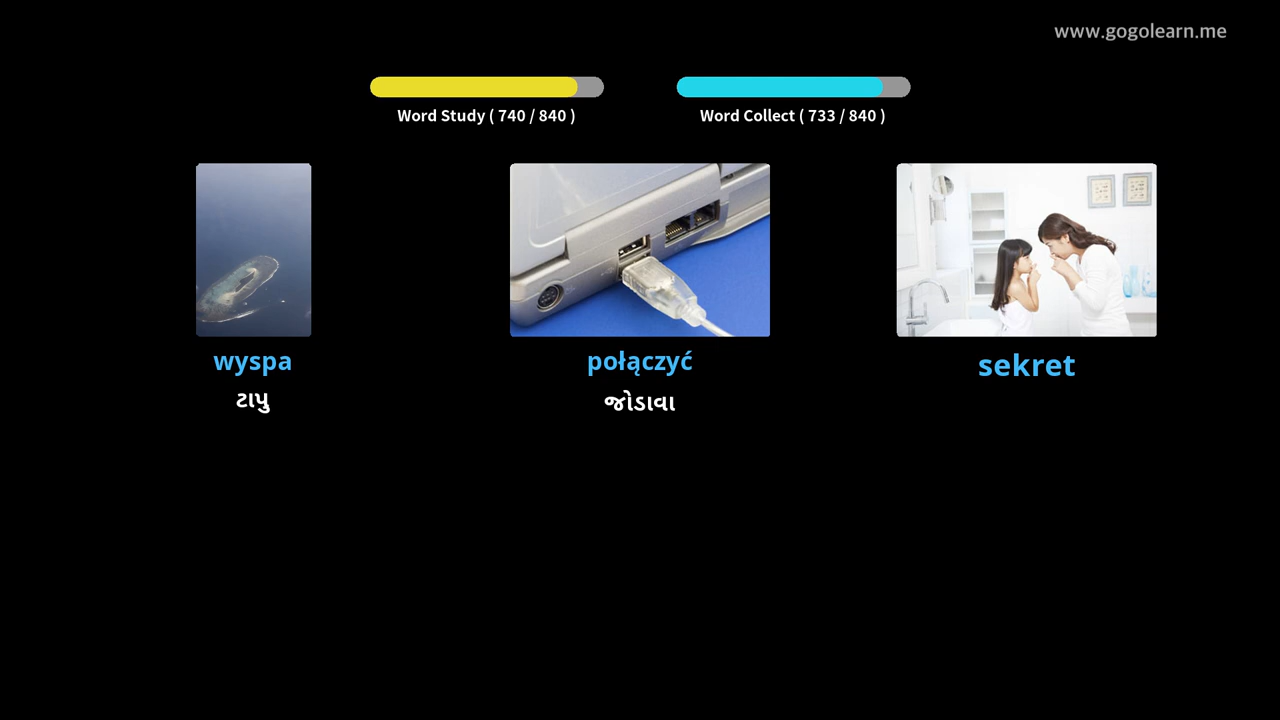 www.gogolearn.me
Word Study ( 740 / 840 )
Word Collect ( 733 / 840 )
wyspa
ટાપુ
połączyć
જોડાવા
sekret